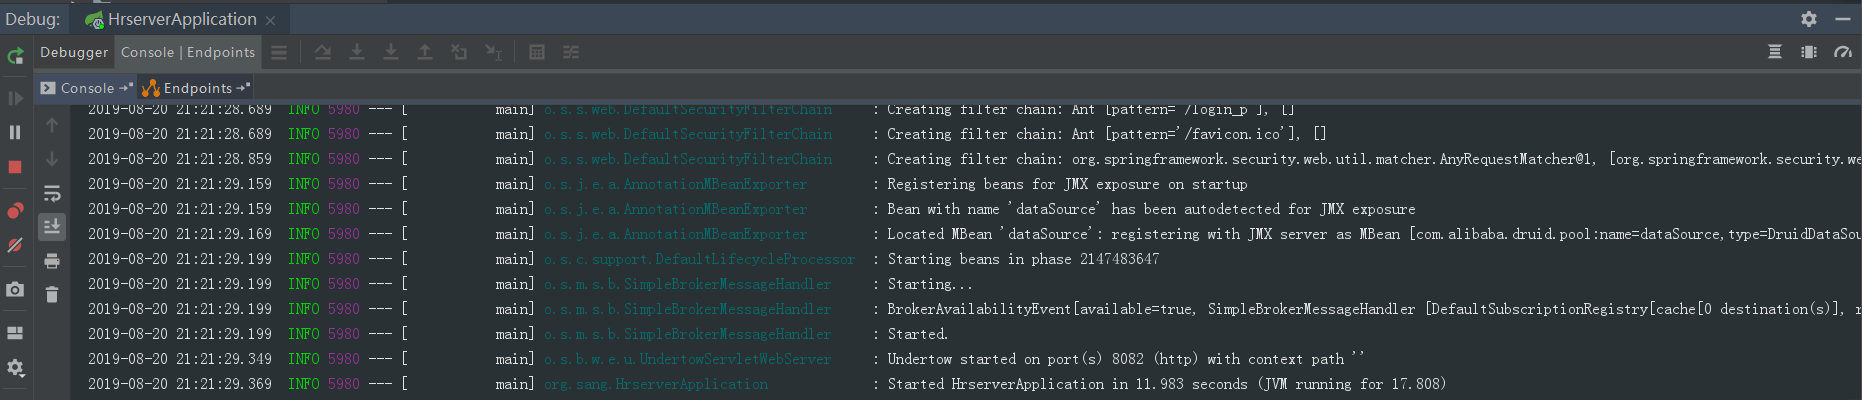 Debug: HrserverApplication ×
Debugger Console | Endpoints
Console Endpoints
2019-08-20 21:21:28.689 INFO 5980 --- [ main] o.s.s.web.DefaultSecurityFilterChain : Creating filter chain: Ant [pattern='/login_p'], []
2019-08-20 21:21:28.689 INFO 5980 --- [ main] o.s.s.web.DefaultSecurityFilterChain : Creating filter chain: Ant [pattern='/favicon.ico'], []
2019-08-20 21:21:28.859 INFO 5980 --- [ main] o.s.s.web.DefaultSecurityFilterChain : Creating filter chain: org.springframework.security.web.util.matcher.AnyRequestMatcher@1, [org.springframework.security.we
2019-08-20 21:21:29.159 INFO 5980 --- [ main] o.s.j.e.a.AnnotationMBeanExporter : Registering beans for JMX exposure on startup
2019-08-20 21:21:29.159 INFO 5980 --- [ main] o.s.j.e.a.AnnotationMBeanExporter : Bean with name 'dataSource' has been autodetected for JMX exposure
2019-08-20 21:21:29.169 INFO 5980 --- [ main] o.s.j.e.a.AnnotationMBeanExporter : Located MBean 'dataSource': registering with JMX server as MBean [com.alibaba.druid.pool:name=dataSource,type=DruidDataSou
2019-08-20 21:21:29.199 INFO 5980 --- [ main] o.s.c.support.DefaultLifecycleProcessor : Starting beans in phase 2147483647
2019-08-20 21:21:29.199 INFO 5980 --- [ main] o.s.m.s.b.SimpleBrokerMessageHandler : Starting...
2019-08-20 21:21:29.199 INFO 5980 --- [ main] o.s.m.s.b.SimpleBrokerMessageHandler : BrokerAvailabilityEvent[available=true, SimpleBrokerMessageHandler [DefaultSubscriptionRegistry[cache[0 destination(s)], r
2019-08-20 21:21:29.199 INFO 5980 --- [ main] o.s.m.s.b.SimpleBrokerMessageHandler : Started.
2019-08-20 21:21:29.349 INFO 5980 --- [ main] o.s.b.w.e.u.UndertowServletWebServer : Undertow started on port(s) 8082 (http) with context path ''
2019-08-20 21:21:29.369 INFO 5980 --- [ main] org.sang.HrserverApplication : Started HrserverApplication in 11.983 seconds (JVM running for 17.808)